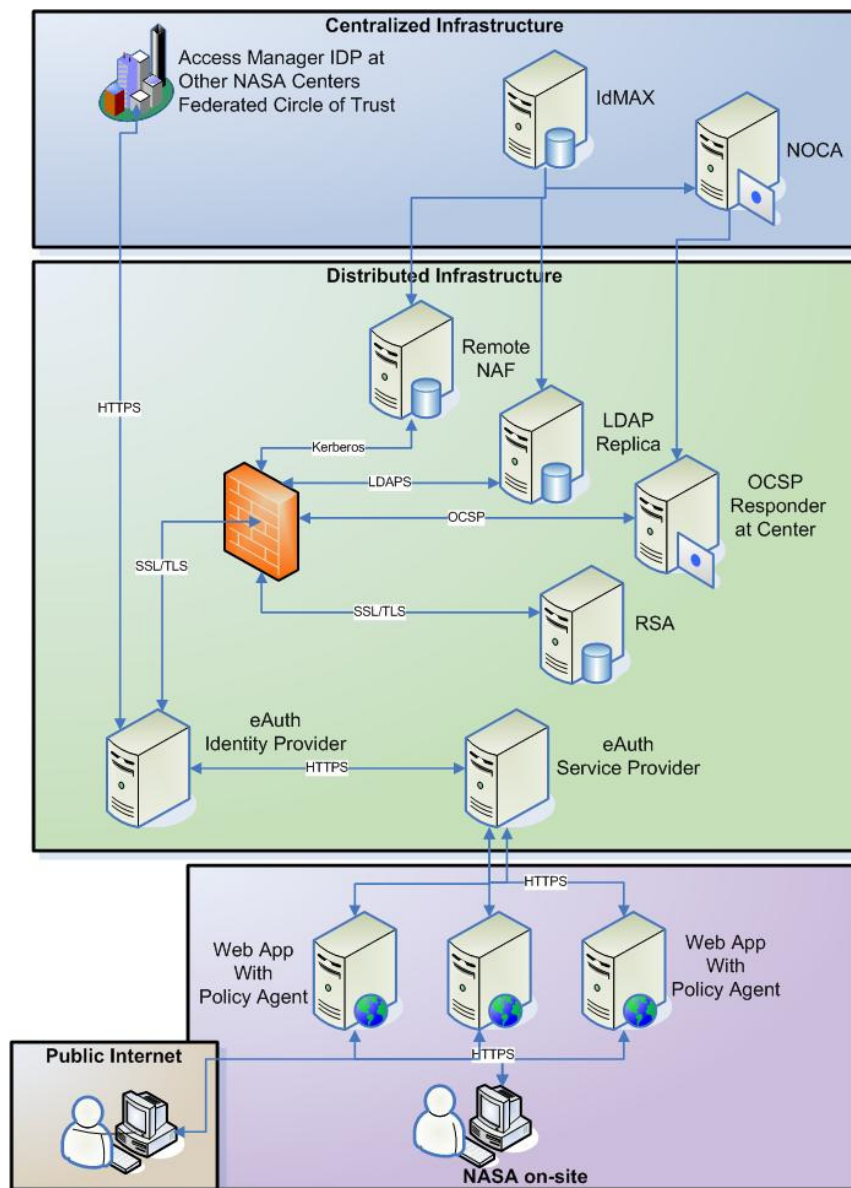 Centralized Infrastructure
Access Manager IDP at
Other NASA Centers
Federated Circle of Trust
IdMAX
NOCA
Distributed Infrastructure
Remote
NAF
HTTPS
LDAP
Replica
Kerberos
LDAPS
OCSP
Responder
at Center
OCSP
SSL/TLS
SSL/TLS
RSA
eAuth
Identity Provider
eAuth
Service Provider
HTTPS
HTTPS
Web App
With
Policy Agent
Web App
With
Policy Agent
Public Internet
HTTPS
NASA on-site